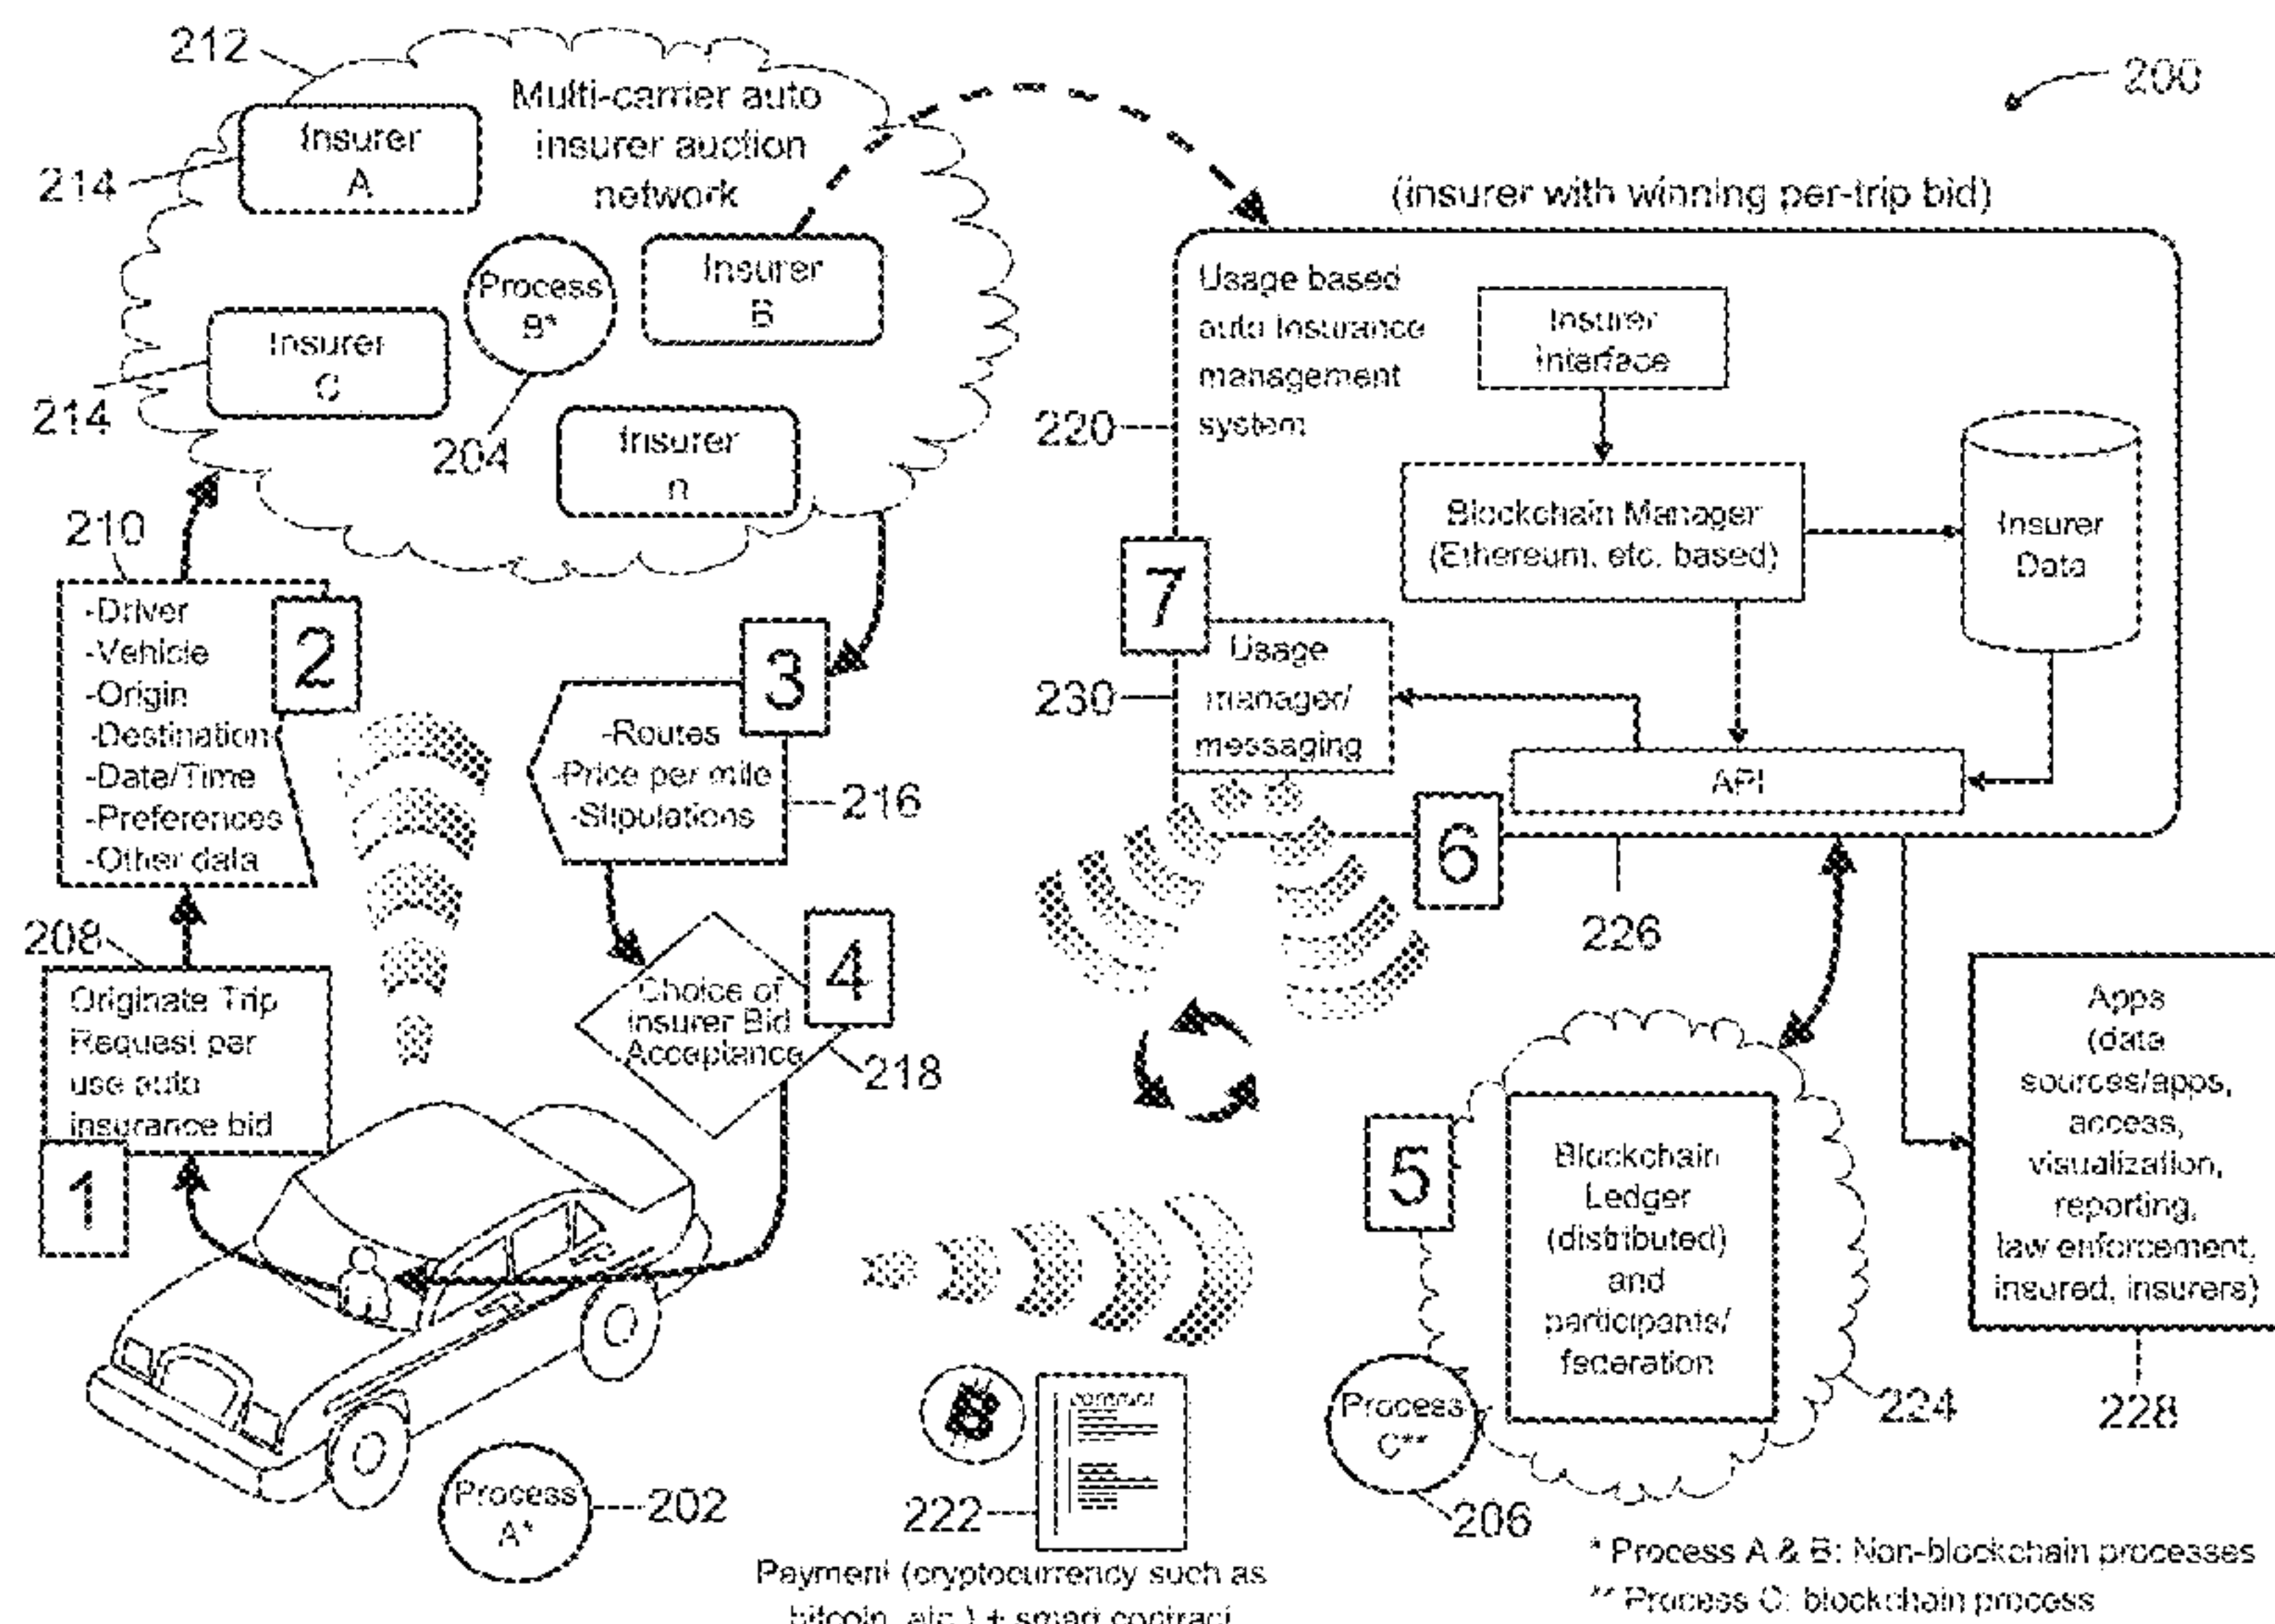 212
Multi-carrier auto
insurer auction
network
Insurer
A
214
Process
B*
204
Insurer
B
Insurer
C
214
Insurer
n
200
(insurer with winning per-trip bid)
Usage based
auto insurance
management
system
220
Insurer
Interface
Blockchain Manager
(Ethereum, etc. based)
Insurer
Data
7
Usage
manager/
messaging
230
API
6
226
210
-Driver
-Vehicle
-Origin
-Destination
-Date/Time
-Preferences
-Other data
2
3
-Routes
-Price per mile
-Stipulations
216
208
Originate Trip
Request per
use auto
insurance bid
1
4
Choice of
Insurer Bid
Acceptance
218
5
Blockchain
Ledger
(distributed)
and
participants/
federation
224
Process
C**
206
Apps
(data
sources/apps,
access,
visualization,
reporting,
law enforcement,
insured, insurers)
228
Process
A*
202
B
contract
222
Payment (cryptocurrency such as
bitcoin, etc.) + smart contract
* Process A & B: Non-blockchain processes
** Process C: blockchain process